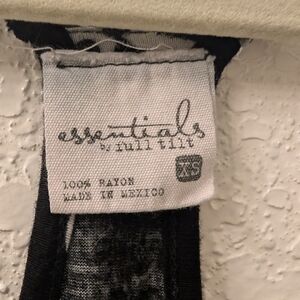 essentials
by full tilt
XS
100% RAYON
MADE IN MEXICO